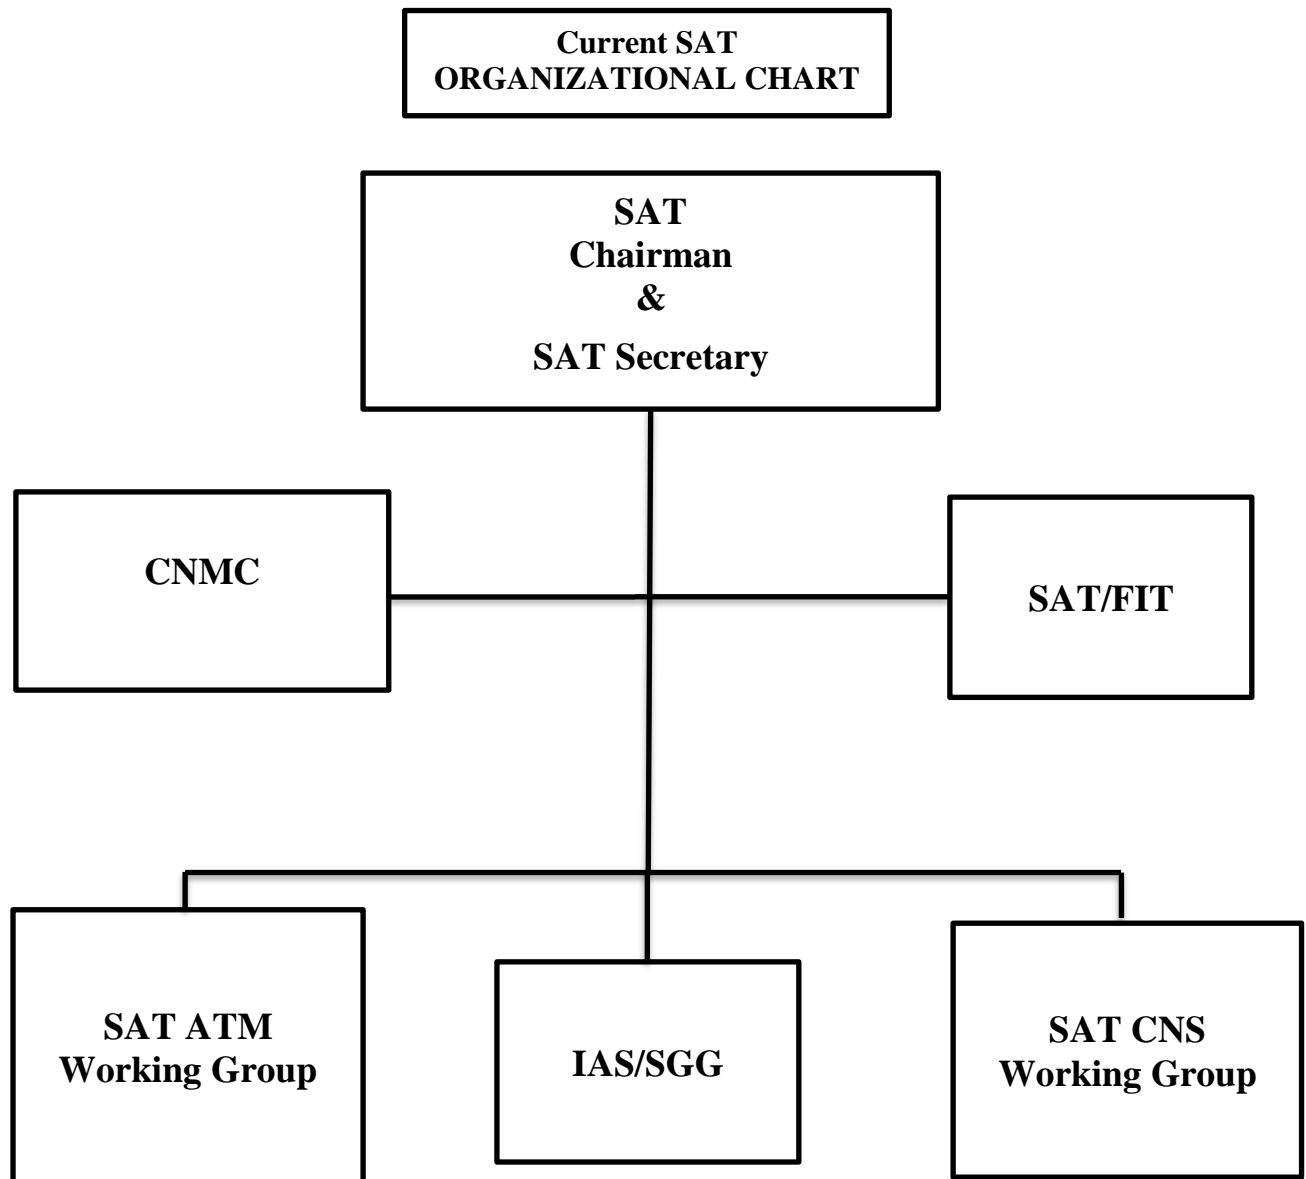 Current SAT
ORGANIZATIONAL CHART
SAT
Chairman
&
SAT Secretary
CNMC
SAT/FIT
SAT ATM
Working Group
IAS/SGG
SAT CNS
Working Group